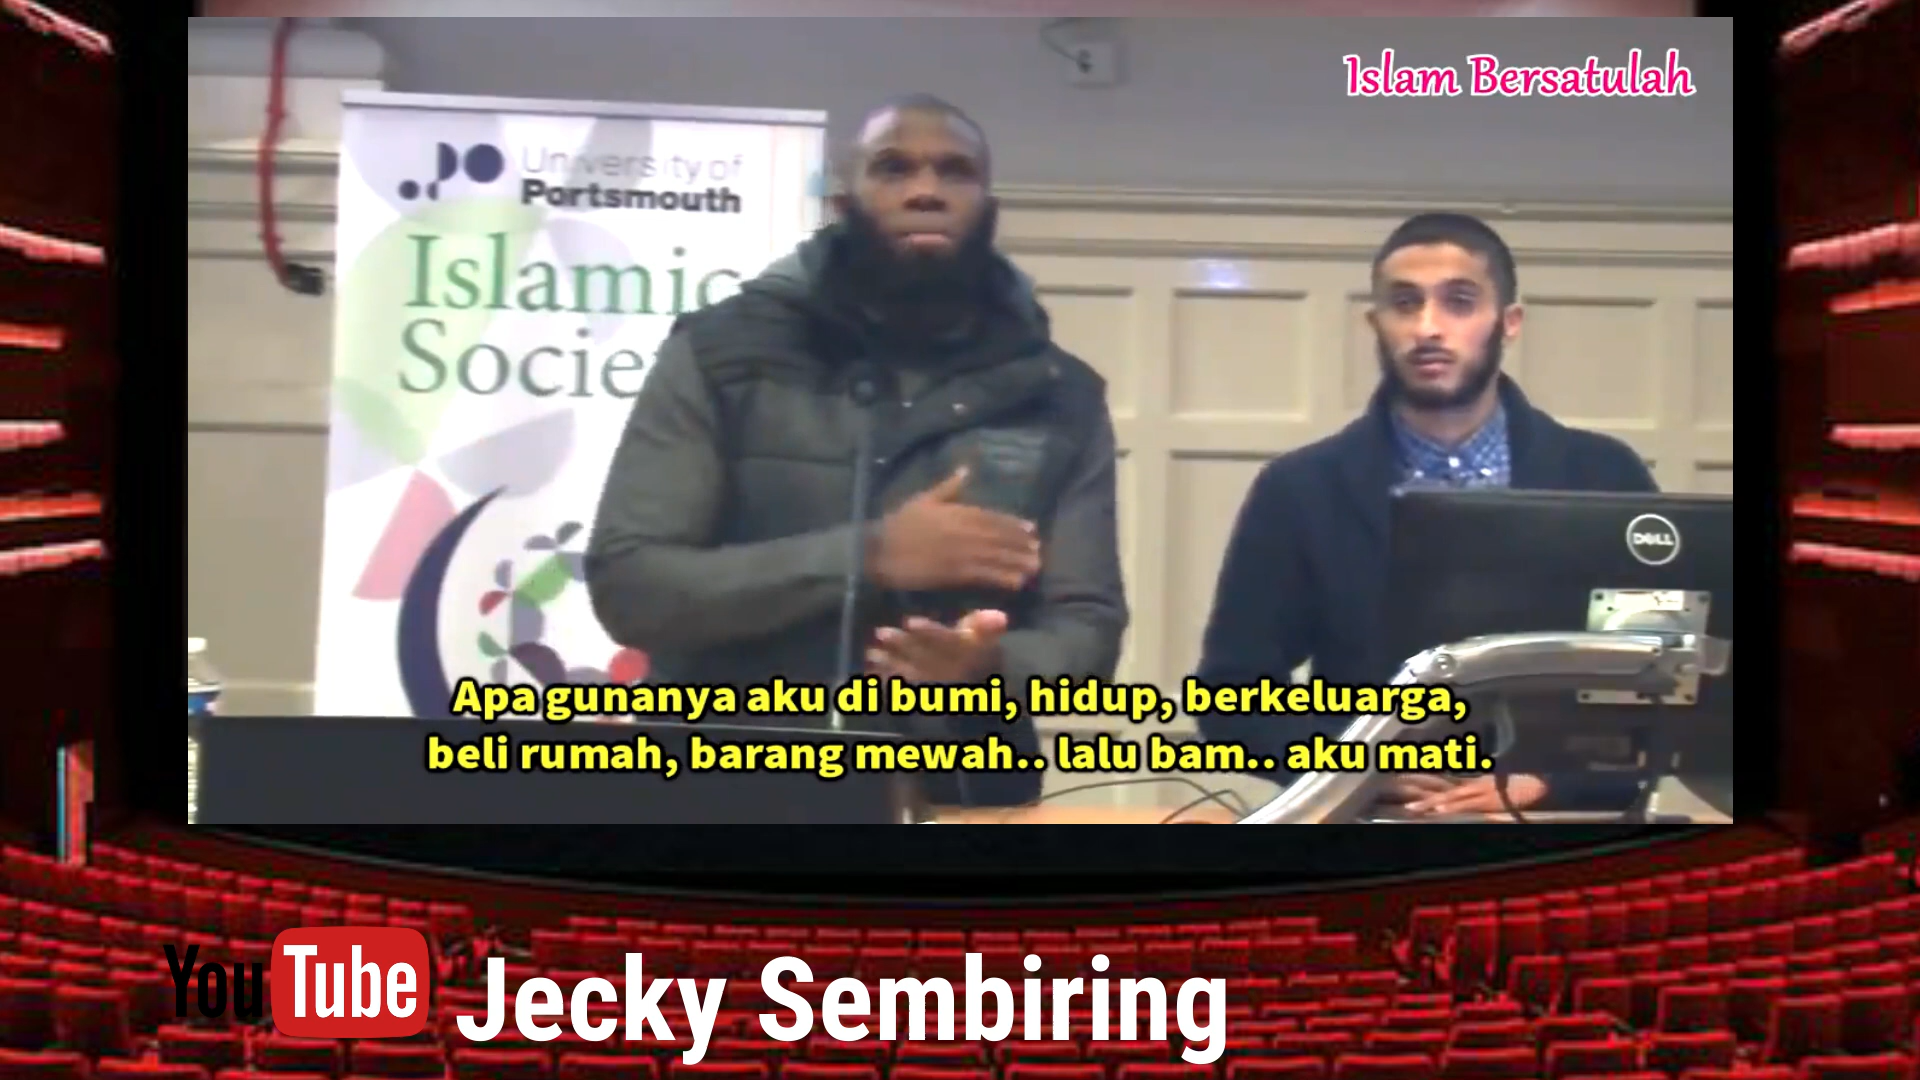 Islam Bersatulah
University of
Portsmouth
Islamic
Socie
DELL
Apa gunanya aku di bumi, hidup, berkeluarga,
beli rumah, barang mewah.. lalu bam.. aku mati.
YouTube Jecky Sembiring